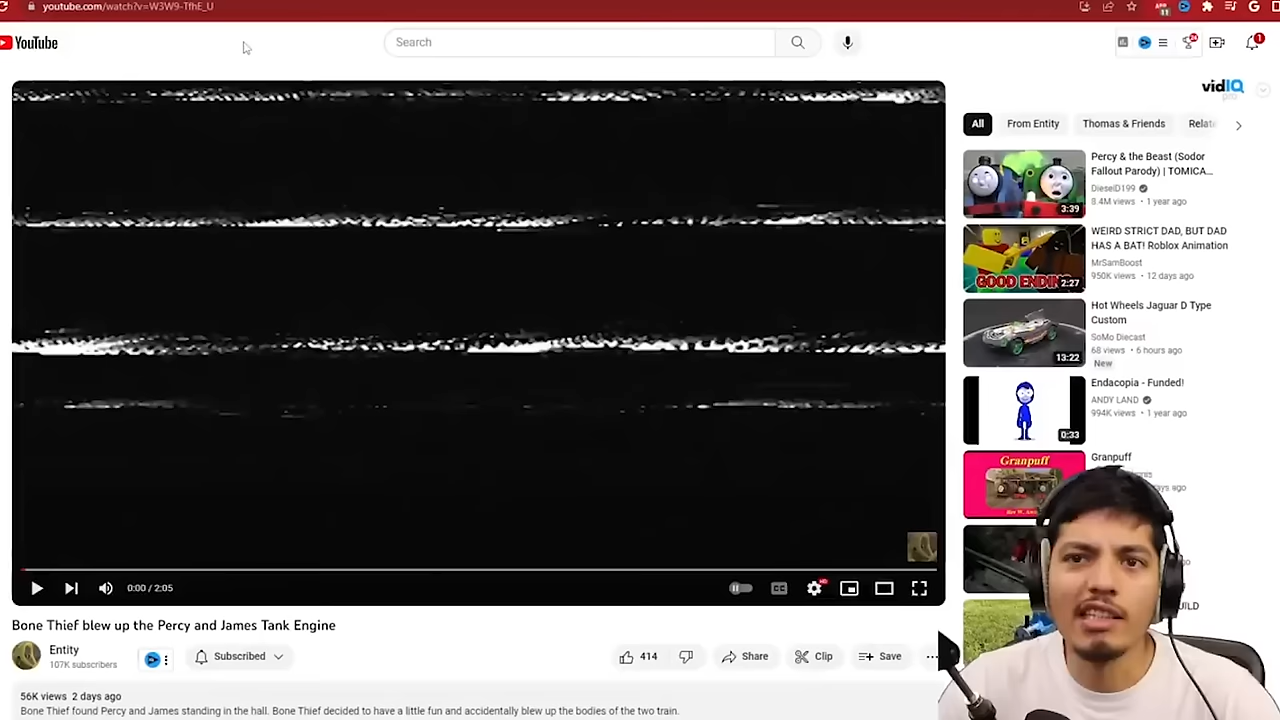 youtube.com/watch?v=W3W9-TfhE_U
YouTube
Search
vidIQ
pro
All
From Entity
Thomas & Friends
Percy & the Beast (Sodor
Fallout Parody) | TOMICA...
DieselD199
8.4M views • 1 year ago
3:39
WEIRD STRICT DAD, BUT DAD
HAS A BAT! Roblox Animation
MrSamBoost
950K views • 12 days ago
GOOD ENDING
2:27
Hot Wheels Jaguar D Type
Custom
SoMo Diecast
68 views • 6 hours ago
New
13:22
Endacopia - Funded!
ANDY LAND
994K views • 1 year ago
0:33
Granpuff
Granpuff
0:00 / 2:05
CC
HD
Bone Thief blew up the Percy and James Tank Engine
Entity
107K subscribers
Subscribed
414
Share
Clip
Save
56K views 2 days ago
Bone Thief found Percy and James standing in the hall. Bone Thief decided to have a little fun and accidentally blew up the bodies of the two train.